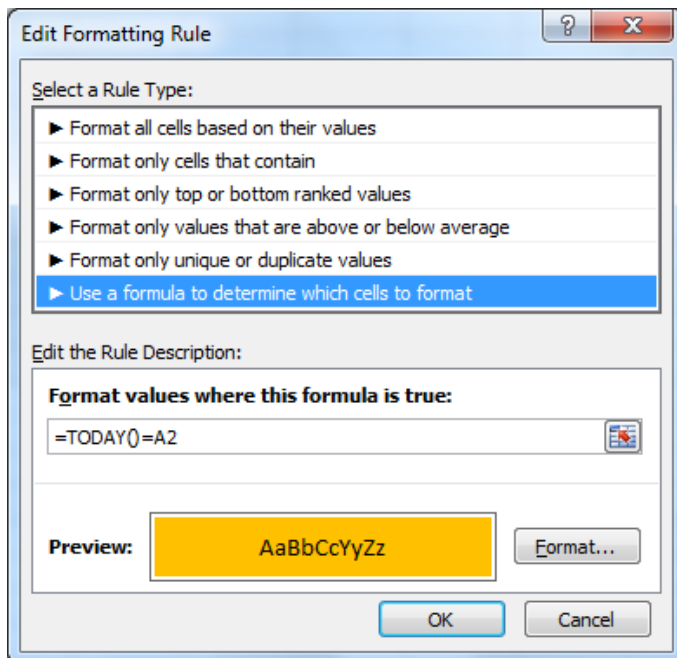 Edit Formatting Rule
?
Select a Rule Type:
► Format all cells based on their values
► Format only cells that contain
► Format only top or bottom ranked values
► Format only values that are above or below average
► Format only unique or duplicate values
► Use a formula to determine which cells to format
Edit the Rule Description:
Format values where this formula is true:
=TODAY()=A2
Preview:
AaBbCcYyZz
Format...
OK
Cancel